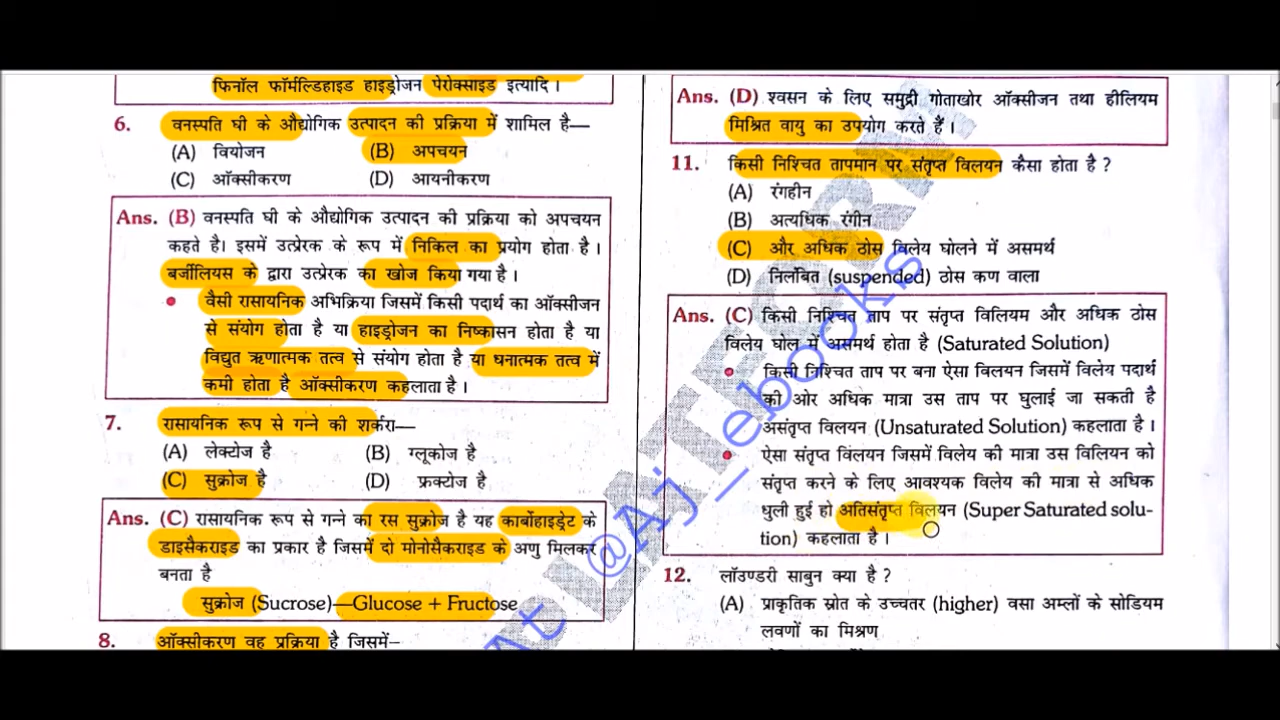 फिनॉल फॉर्मल्डिहाइड हाइड्रोजन पेरोक्साइड इत्यादि ।
6. वनस्पति घी के औद्योगिक उत्पादन की प्रक्रिया में शामिल है—
(A) वियोजन (B) अपचयन
(C) ऑक्सीकरण (D) आयनीकरण
Ans. (B) वनस्पति घी के औद्योगिक उत्पादन की प्रक्रिया को अपचयन
कहते है। इसमें उत्प्रेरक के रूप में निकिल का प्रयोग होता है ।
बर्जीलियस के द्वारा उत्प्रेरक का खोज किया गया है ।
• वैसी रासायनिक अभिक्रिया जिसमें किसी पदार्थ का ऑक्सीजन
से संयोग होता है या हाइड्रोजन का निष्कासन होता है या
विद्युत ऋणात्मक तत्व से संयोग होता है या धनात्मक तत्व में
कमी होता है ऑक्सीकरण कहलाता है ।
7. रासायनिक रूप से गन्ने की शर्करा—
(A) लेक्टोज है (B) ग्लूकोज है
(C) सुक्रोज है (D) फ्रक्टोज है
Ans. (C) रासायनिक रूप से गन्ने का रस सुक्रोज है यह कार्बोहाइड्रेट के
डाइसैकराइड का प्रकार है जिसमें दो मोनोसैकराइड के अणु मिलकर
बनता है
सुक्रोज (Sucrose)—Glucose + Fructose
8. ऑक्सीकरण वह प्रक्रिया है जिसमें–
Ans. (D) श्वसन के लिए समुद्री गोताखोर ऑक्सीजन तथा हीलियम
मिश्रित वायु का उपयोग करते हैं ।
11. किसी निश्चित तापमान पर संतृप्त विलयन कैसा होता है ?
(A) रंगहीन
(B) अत्यधिक रंगीन
(C) और अधिक ठोस विलेय घोलने में असमर्थ
(D) निलंबित (suspended) ठोस कण वाला
Ans. (C) किसी निश्चित ताप पर संतृप्त विलियम और अधिक ठोस
विलेय घोल में असमर्थ होता है (Saturated Solution)
• किसी निश्चित ताप पर बना ऐसा विलयन जिसमें विलेय पदार्थ
की ओर अधिक मात्रा उस ताप पर घुलाई जा सकती है
असंतृप्त विलयन (Unsaturated Solution) कहलाता है ।
• ऐसा संतृप्त विलयन जिसमें विलेय की मात्रा उस विलियन को
संतृप्त करने के लिए आवश्यक विलेय की मात्रा से अधिक
धुली हुई हो अतिसंतृप्त विलयन (Super Saturated solu-
tion) कहलाता है ।
12. लॉउण्डरी साबुन क्या है ?
(A) प्राकृतिक स्रोत के उच्चतर (higher) वसा अम्लों के सोडियम
लवणों का मिश्रण
@Aj_ebooks